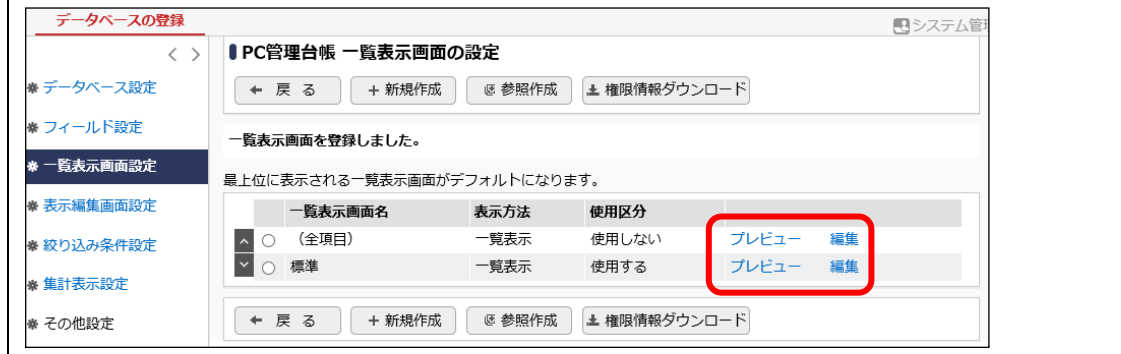 データベースの登録
システム管
< >
PC管理台帳 一覧表示画面の設定
戻 る ＋新規作成 参照作成 権限情報ダウンロード
データベース設定
フィールド設定
一覧表示画面設定
表示編集画面設定
絞り込み条件設定
集計表示設定
その他設定
一覧表示画面を登録しました。
最上位に表示される一覧表示画面がデフォルトになります。
一覧表示画面名 表示方法 使用区分
（全項目） 一覧表示 使用しない プレビュー 編集
標準 一覧表示 使用する プレビュー 編集
戻 る ＋新規作成 参照作成 権限情報ダウンロード